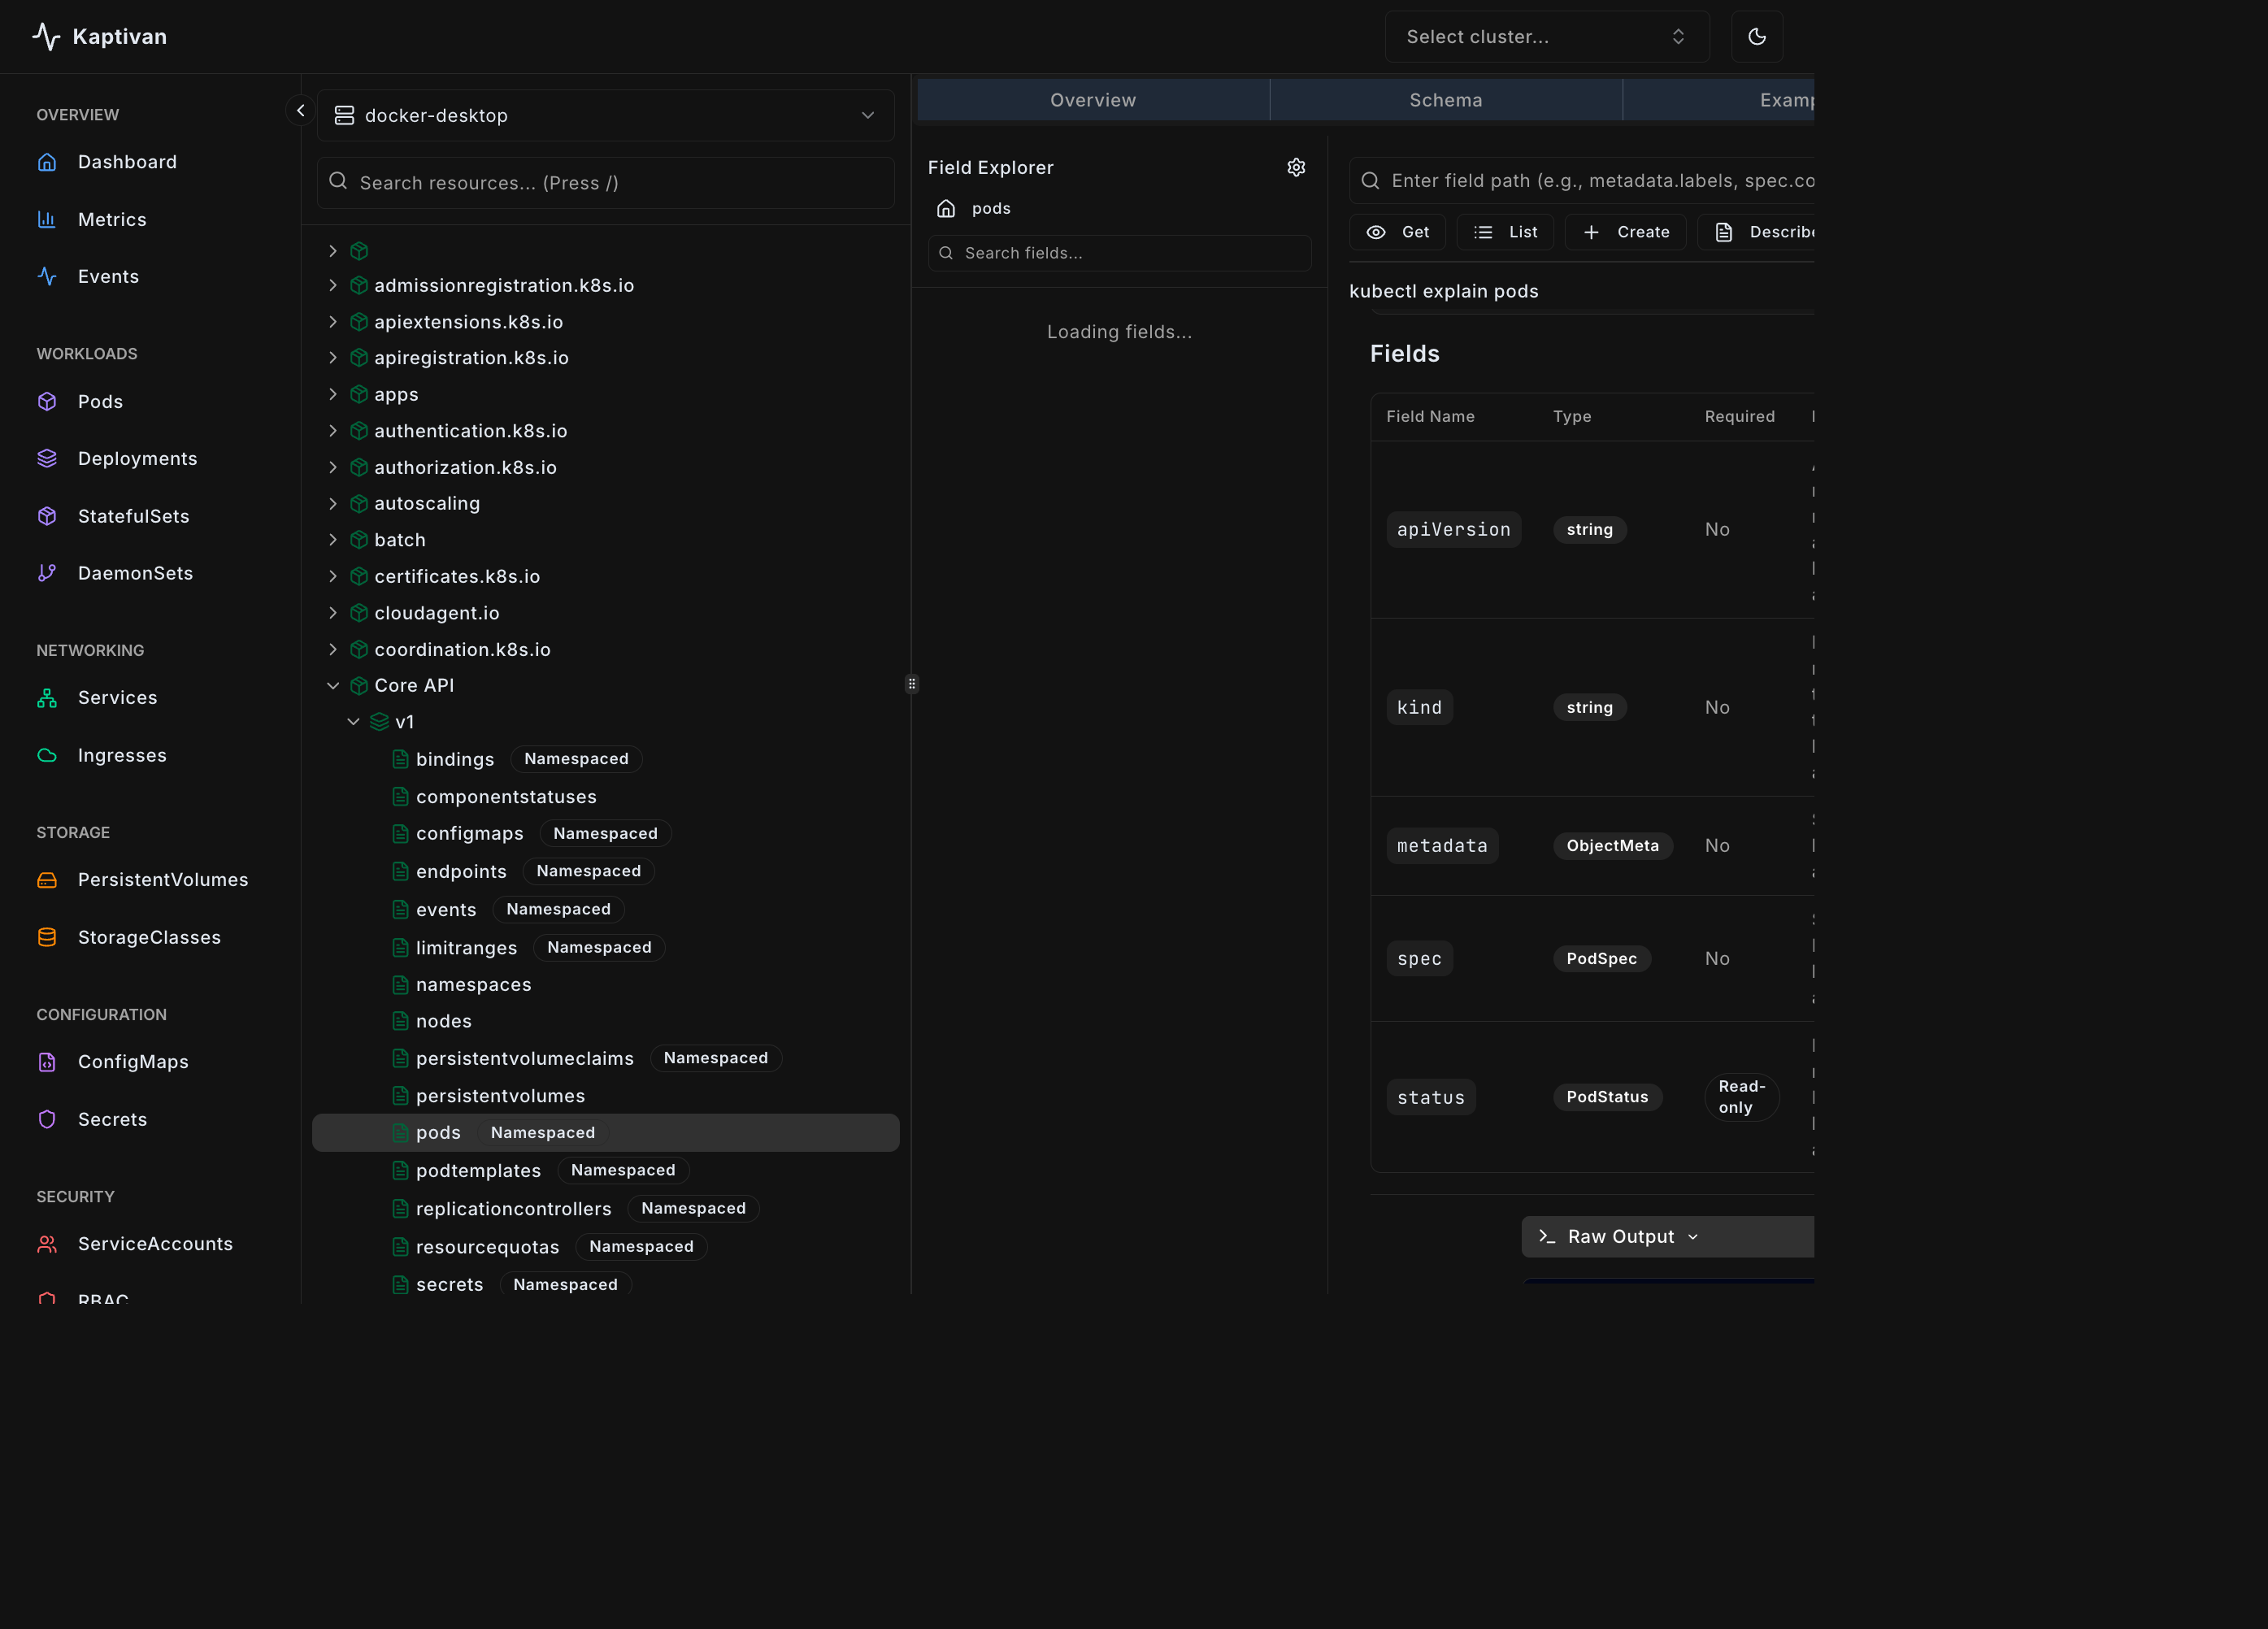 Kaptivan
Select cluster...
OVERVIEW
Dashboard
Metrics
Events
WORKLOADS
Pods
Deployments
StatefulSets
DaemonSets
NETWORKING
Services
Ingresses
STORAGE
PersistentVolumes
StorageClasses
CONFIGURATION
ConfigMaps
Secrets
SECURITY
ServiceAccounts
RBAC
docker-desktop
Search resources... (Press /)
admissionregistration.k8s.io
apiextensions.k8s.io
apiregistration.k8s.io
apps
authentication.k8s.io
authorization.k8s.io
autoscaling
batch
certificates.k8s.io
cloudagent.io
coordination.k8s.io
Core API
v1
bindings Namespaced
componentstatuses
configmaps Namespaced
endpoints Namespaced
events Namespaced
limitranges Namespaced
namespaces
nodes
persistentvolumeclaims Namespaced
persistentvolumes
pods Namespaced
podtemplates Namespaced
replicationcontrollers Namespaced
resourcequotas Namespaced
secrets Namespaced
Overview Schema Examp
Field Explorer
pods
Search fields...
Loading fields...
Enter field path (e.g., metadata.labels, spec.co
Get List Create Describe
kubectl explain pods
Fields
Field Name Type Required
apiVersion string No
kind string No
metadata ObjectMeta No
spec PodSpec No
status PodStatus Read-
only
Raw Output